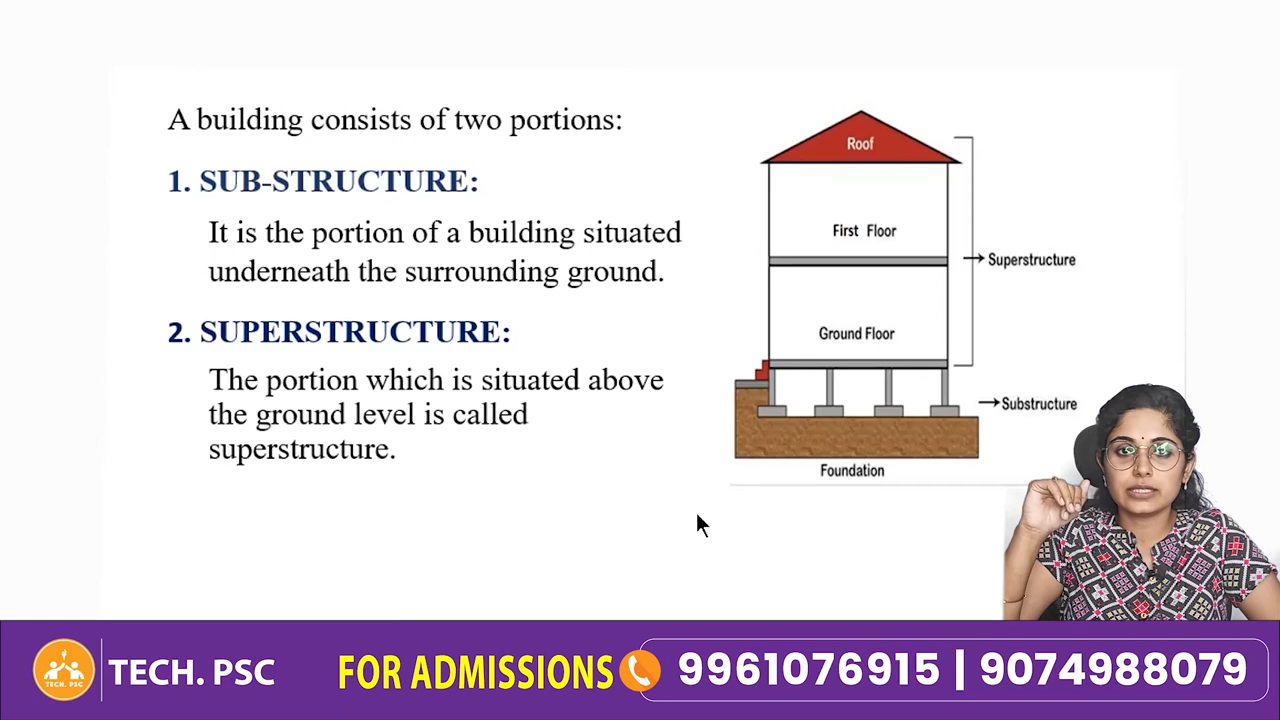 A building consists of two portions:
1. SUB-STRUCTURE:
It is the portion of a building situated
underneath the surrounding ground.
2. SUPERSTRUCTURE:
The portion which is situated above
the ground level is called
superstructure.
Roof
First Floor
Superstructure
Ground Floor
Substructure
Foundation
TECH. PSC
TECH. PSC
FOR ADMISSIONS
9961076915 | 9074988079